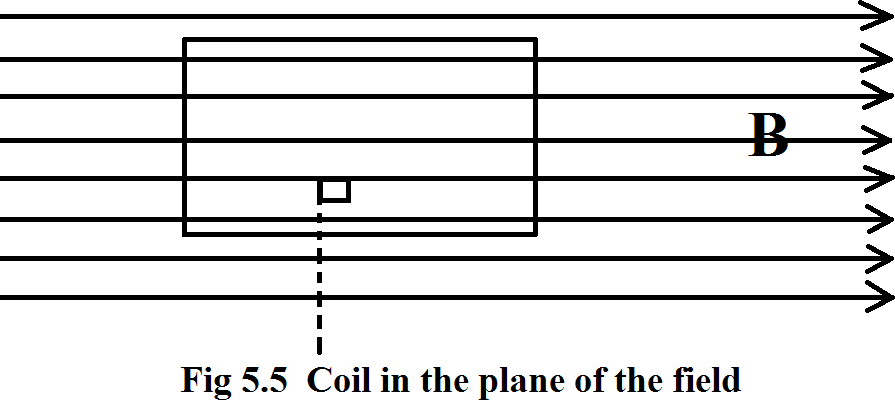 B
Fig 5.5 Coil in the plane of the field